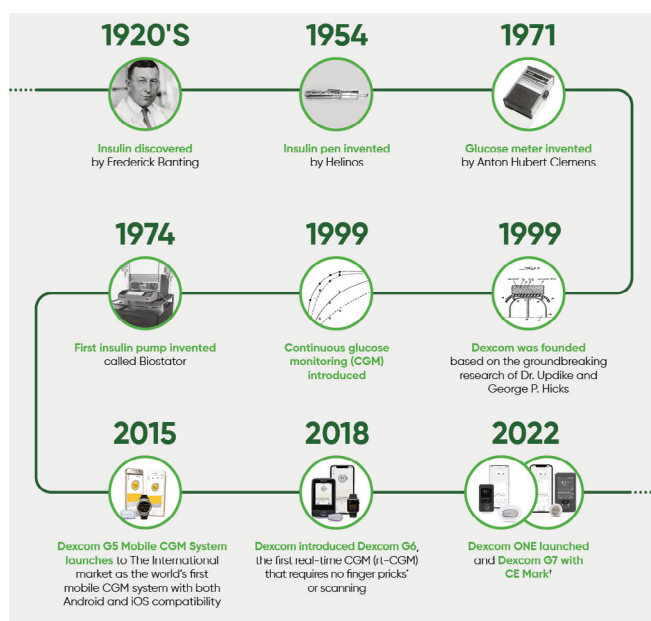 1920'S
Insulin discovered
by Frederick Banting
1954
Insulin pen invented
by Helinos
1971
Glucose meter invented
by Anton Hubert Clemens
1974
First insulin pump invented
called Biostator
1999
Continuous glucose
monitoring (CGM)
introduced
1999
Dexcom was founded
based on the groundbreaking
research of Dr. Updike and
George P. Hicks
2015
Dexcom G5 Mobile CGM System
launches to The International
market as the world's first
mobile CGM system with both
Android and iOS compatibility
2018
Dexcom introduced Dexcom G6,
the first real-time CGM (rt-CGM)
that requires no finger pricks*
or scanning
2022
Dexcom ONE launched
and Dexcom G7 with
CE Mark†